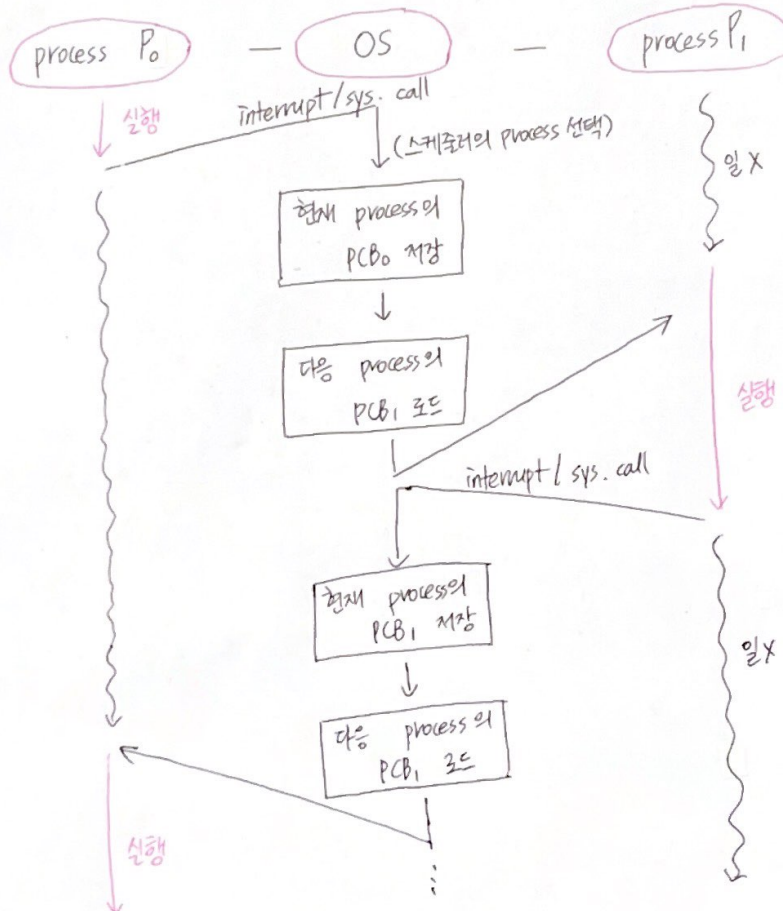 process P₀ — OS — process P₁
실행
interrupt/sys. call
(스케줄러의 process 선택)
일X
현재 process의
PCB₀ 저장
다음 process의
PCB₁ 로드
실행
interrupt / sys. call
현재 process의
PCB₁ 저장
일X
다음 process의
PCB₁ 로드
실행